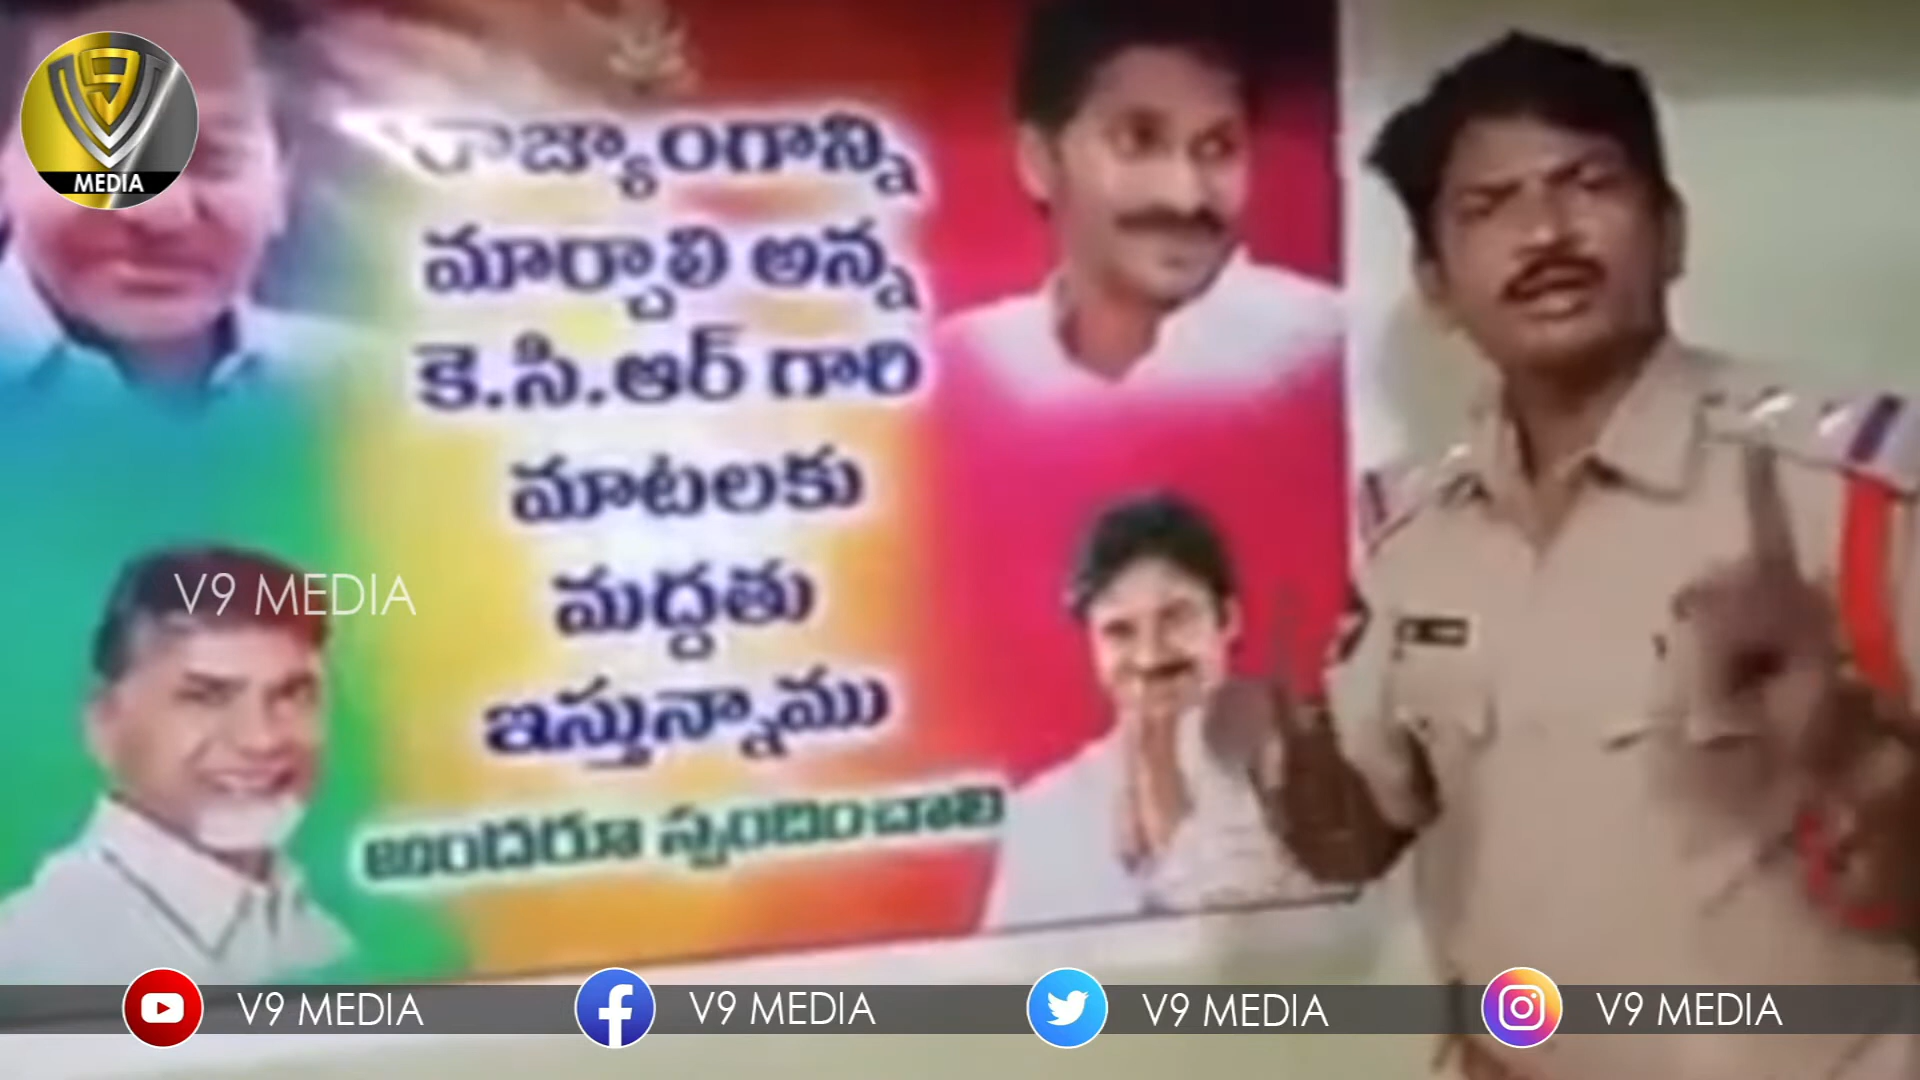 MEDIA
రాజ్యాంగాన్ని
మార్చాలి అన్న
కె.సి.ఆర్ గారి
మాటలకు
మద్దతు
ఇస్తున్నాము
అందరూ స్పందించాలి
V9 MEDIA
V9 MEDIA
V9 MEDIA
V9 MEDIA
V9 MEDIA